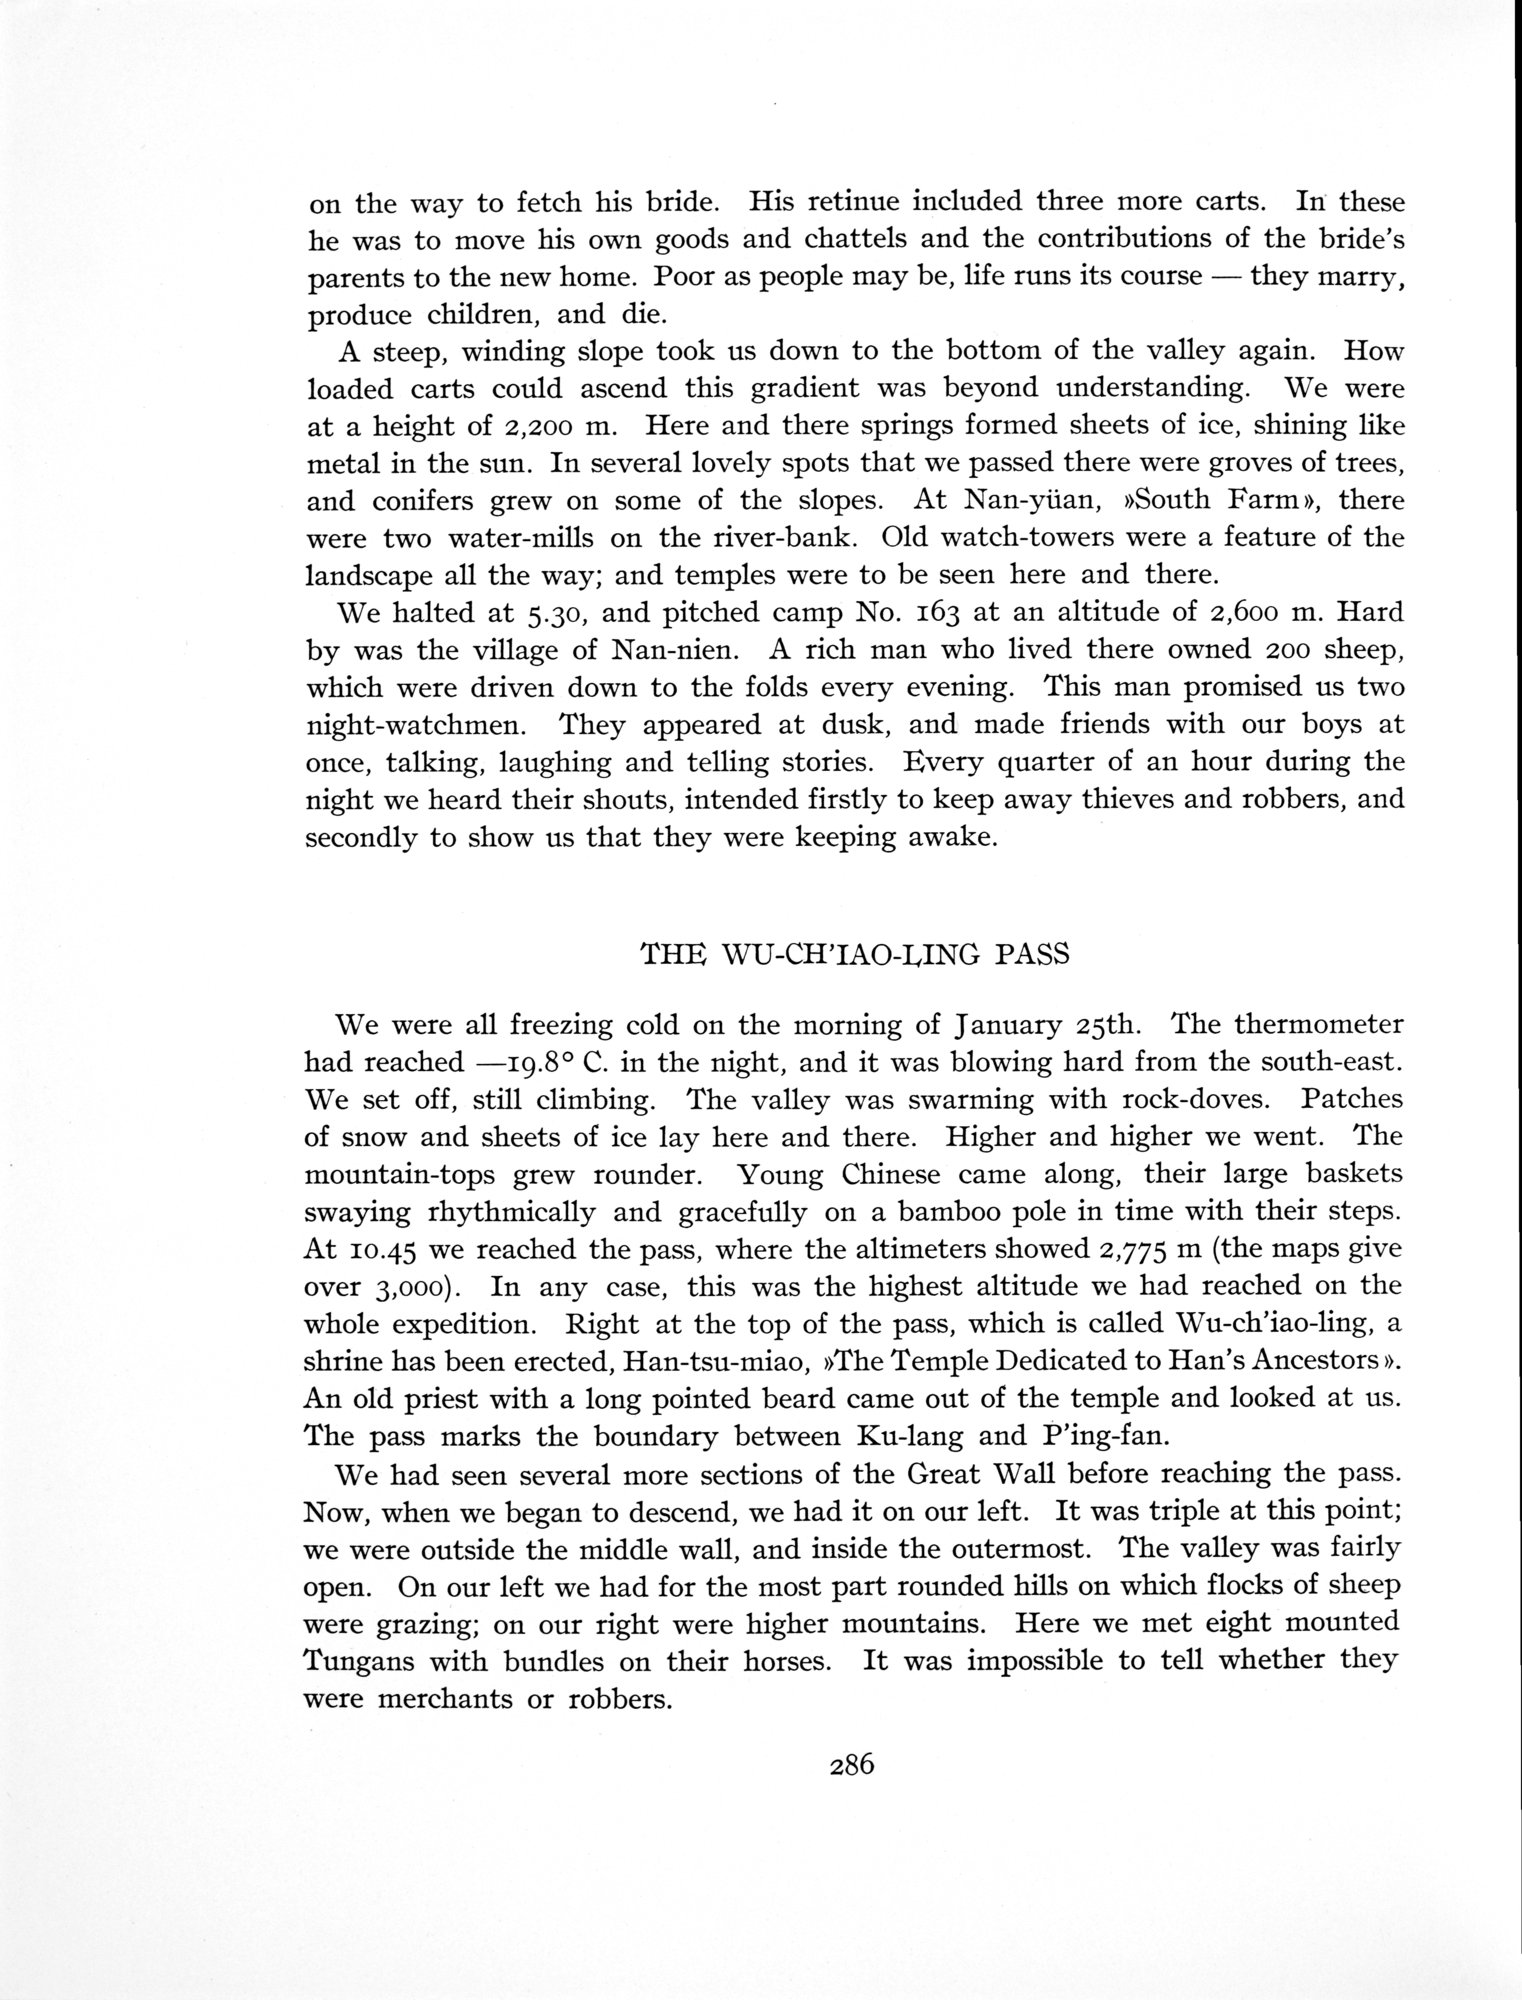 on the way to fetch his bride. His retinue included three more carts. In these
he was to move his own goods and chattels and the contributions of the bride's
parents to the new home. Poor as people may be, life runs its course — they marry,
produce children, and die.
A steep, winding slope took us down to the bottom of the valley again. How
loaded carts could ascend this gradient was beyond understanding. We were
at a height of 2,200 m. Here and there springs formed sheets of ice, shining like
metal in the sun. In several lovely spots that we passed there were groves of trees,
and conifers grew on some of the slopes. At Nan-yüan, »South Farm», there
were two water-mills on the river-bank. Old watch-towers were a feature of the
landscape all the way; and temples were to be seen here and there.
We halted at 5.30, and pitched camp No. 163 at an altitude of 2,600 m. Hard
by was the village of Nan-nien. A rich man who lived there owned 200 sheep,
which were driven down to the folds every evening. This man promised us two
night-watchmen. They appeared at dusk, and made friends with our boys at
once, talking, laughing and telling stories. Every quarter of an hour during the
night we heard their shouts, intended firstly to keep away thieves and robbers, and
secondly to show us that they were keeping awake.
THE WU-CH'IAO-LING PASS
We were all freezing cold on the morning of January 25th. The thermometer
had reached —19.8° C. in the night, and it was blowing hard from the south-east.
We set off, still climbing. The valley was swarming with rock-doves. Patches
of snow and sheets of ice lay here and there. Higher and higher we went. The
mountain-tops grew rounder. Young Chinese came along, their large baskets
swaying rhythmically and gracefully on a bamboo pole in time with their steps.
At 10.45 we reached the pass, where the altimeters showed 2,775 m (the maps give
over 3,000). In any case, this was the highest altitude we had reached on the
whole expedition. Right at the top of the pass, which is called Wu-ch'iao-ling, a
shrine has been erected, Han-tsu-miao, »The Temple Dedicated to Han's Ancestors».
An old priest with a long pointed beard came out of the temple and looked at us.
The pass marks the boundary between Ku-lang and P'ing-fan.
We had seen several more sections of the Great Wall before reaching the pass.
Now, when we began to descend, we had it on our left. It was triple at this point;
we were outside the middle wall, and inside the outermost. The valley was fairly
open. On our left we had for the most part rounded hills on which flocks of sheep
were grazing; on our right were higher mountains. Here we met eight mounted
Tungans with bundles on their horses. It was impossible to tell whether they
were merchants or robbers.
286